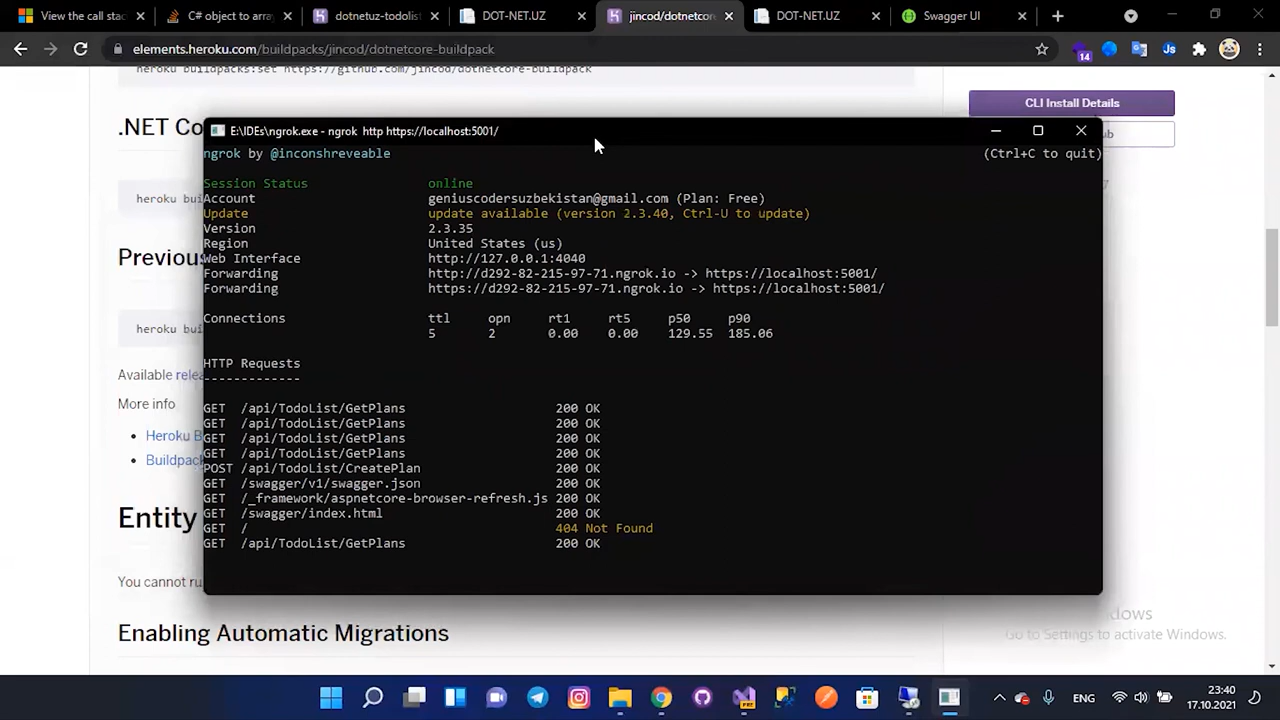 View the call stac
C# object to array
dotnetuz-todolist
DOT-NET.UZ
jincod/dotnetcore
DOT-NET.UZ
Swagger UI
elements.heroku.com/buildpacks/jincod/dotnetcore-buildpack
14
Js
heroku buildpacks:set https://github.com/jincod/dotnetcore-buildpack
CLI Install Details
ub
.NET Co
E:\IDEs\ngrok.exe - ngrok http https://localhost:5001/
ngrok by @inconshreveable (Ctrl+C to quit)
Session Status online
Account geniuscodersuzbekistan@gmail.com (Plan: Free)
heroku bui
Update update available (version 2.3.40, Ctrl-U to update)
Version 2.3.35
Region United States (us)
Previous
Web Interface http://127.0.0.1:4040
Forwarding http://d292-82-215-97-71.ngrok.io -> https://localhost:5001/
Forwarding https://d292-82-215-97-71.ngrok.io -> https://localhost:5001/
Connections ttl opn rt1 rt5 p50 p90
5 2 0.00 0.00 129.55 185.06
heroku bui
HTTP Requests
-------------
Available relea
More info
GET /api/TodoList/GetPlans 200 OK
GET /api/TodoList/GetPlans 200 OK
GET /api/TodoList/GetPlans 200 OK
Heroku B
GET /api/TodoList/GetPlans 200 OK
Buildpack
POST /api/TodoList/CreatePlan 200 OK
GET /swagger/v1/swagger.json 200 OK
GET /_framework/aspnetcore-browser-refresh.js 200 OK
GET /swagger/index.html 200 OK
Entity
GET / 404 Not Found
GET /api/TodoList/GetPlans 200 OK
You cannot ru
Enabling Automatic Migrations
dows
Go to Settings to activate Windows.
ENG
23:40
17.10.2021